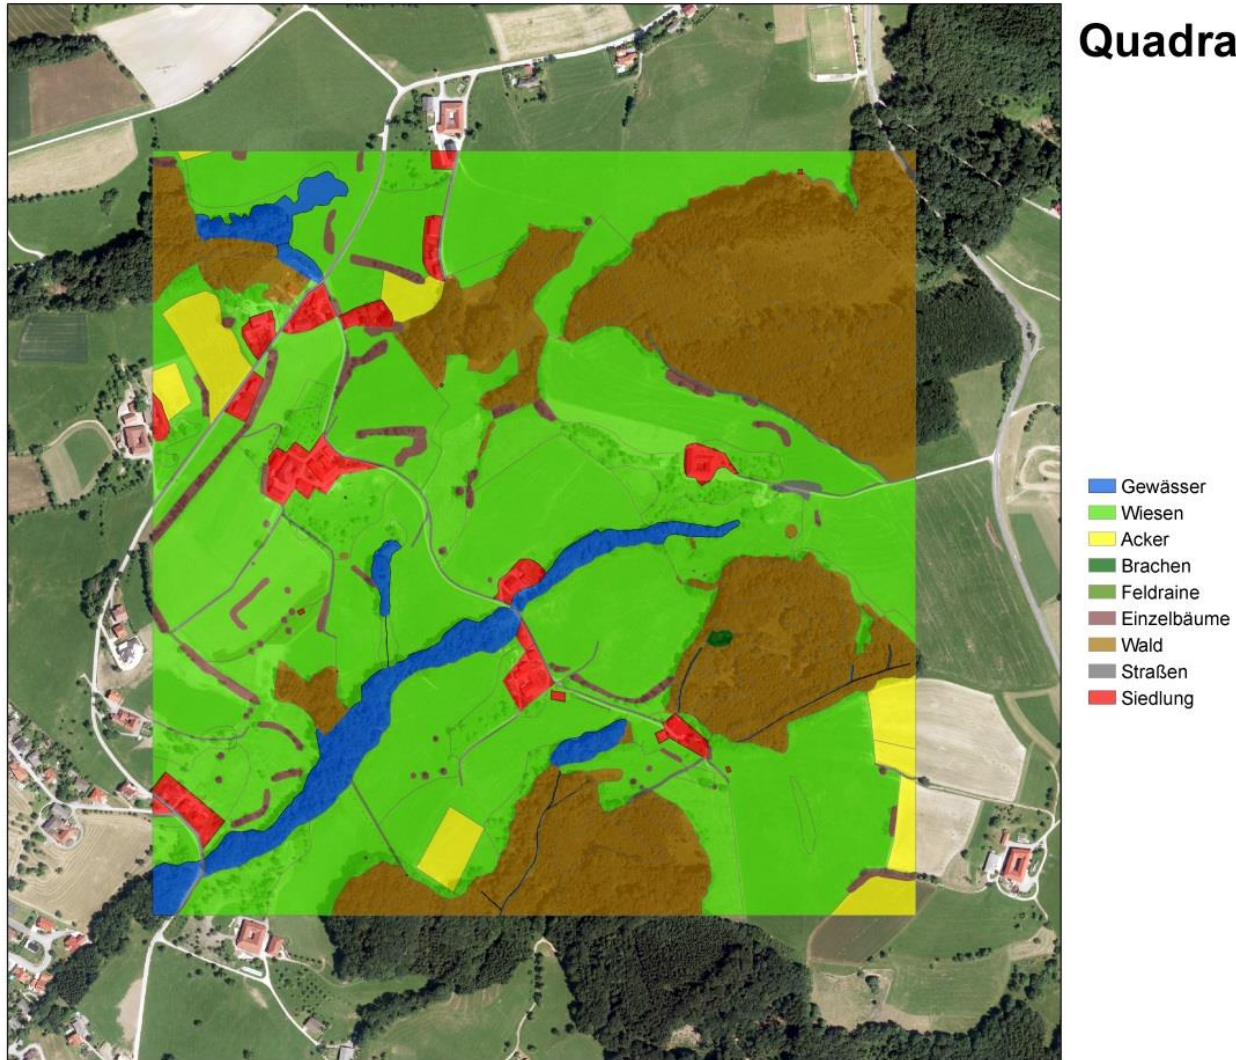 Quadra
Gewässer
Wiesen
Acker
Brachen
Feldraine
Einzelbäume
Wald
Straßen
Siedlung